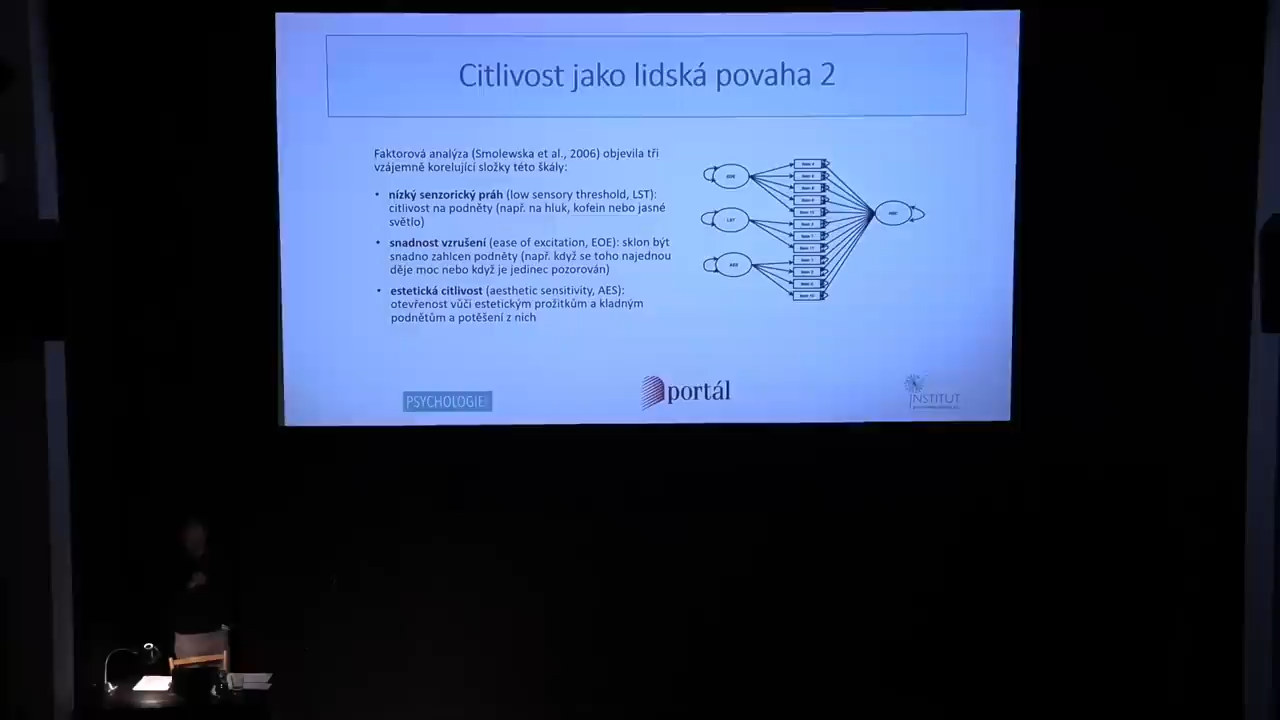 Citlivost jako lidská povaha 2
Faktorová analýza (Smolewska et al., 2006) objevila tři
vzájemně korelující složky této škály:
• nízký senzorický práh (low sensory threshold, LST):
citlivost na podněty (např. na hluk, kofein nebo jasné
světlo)
• snadnost vzrušení (ease of excitation, EOE): sklon být
snadno zahlcen podněty (např. když se toho najednou
děje moc nebo když je jedinec pozorován)
• estetická citlivost (aesthetic sensitivity, AES):
otevřenost vůči estetickým prožitkům a kladným
podnětům a potěšení z nich
EOE
LST
AES
PSYCHOLOGIE
portál
INSTITUT